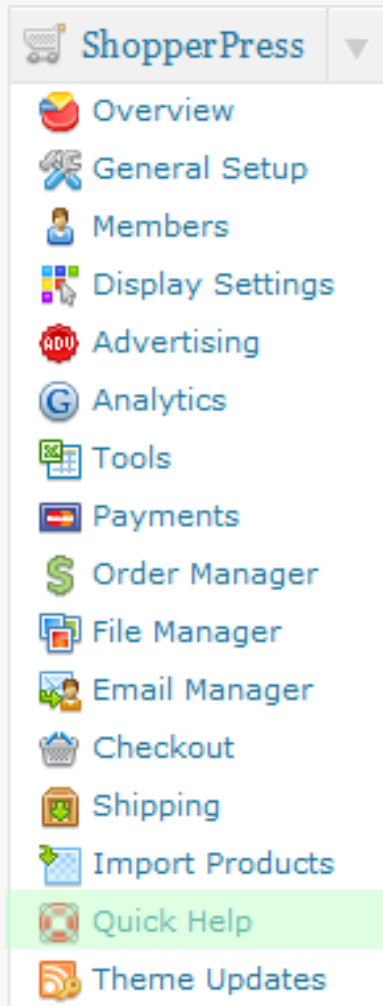 ShopperPress
Overview
General Setup
Members
Display Settings
ADV
Advertising
G
Analytics
Tools
Payments
Order Manager
File Manager
Email Manager
Checkout
Shipping
Import Products
Quick Help
Theme Updates